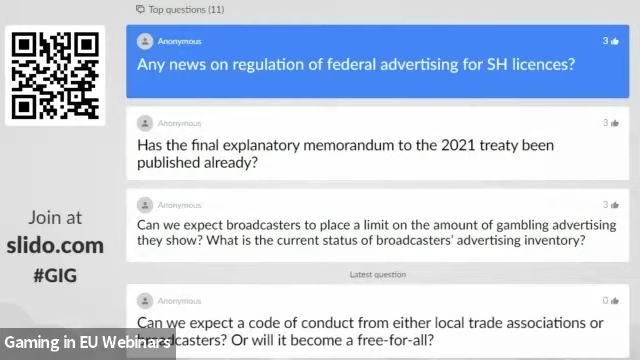 Top questions (11)
Anonymous
3
Any news on regulation of federal advertising for SH licences?
Anonymous
3
Has the final explanatory memorandum to the 2021 treaty been
published already?
Anonymous
3
Can we expect broadcasters to place a limit on the amount of gambling advertising
they show? What is the current status of broadcasters' advertising inventory?
Latest question
Anonymous
0
Can we expect a code of conduct from either local trade associations or
broadcasters? Or will it become a free-for-all?
Join at
slido.com
#GIG
Gaming in EU Webinars